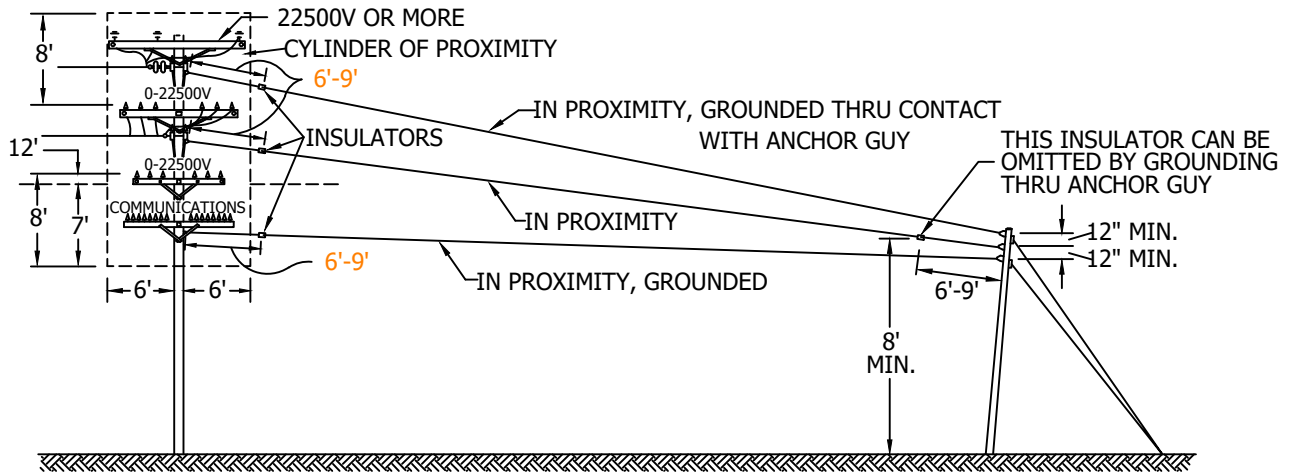 22500V OR MORE
8'
CYLINDER OF PROXIMITY
6'-9'
0-22500V
IN PROXIMITY, GROUNDED THRU CONTACT
WITH ANCHOR GUY
INSULATORS
THIS INSULATOR CAN BE
OMITTED BY GROUNDING
THRU ANCHOR GUY
12'
0-22500V
8'
7'
COMMUNICATIONS
IN PROXIMITY
12" MIN.
12" MIN.
6'-9'
IN PROXIMITY, GROUNDED
6'
6'
6'-9'
8'
MIN.